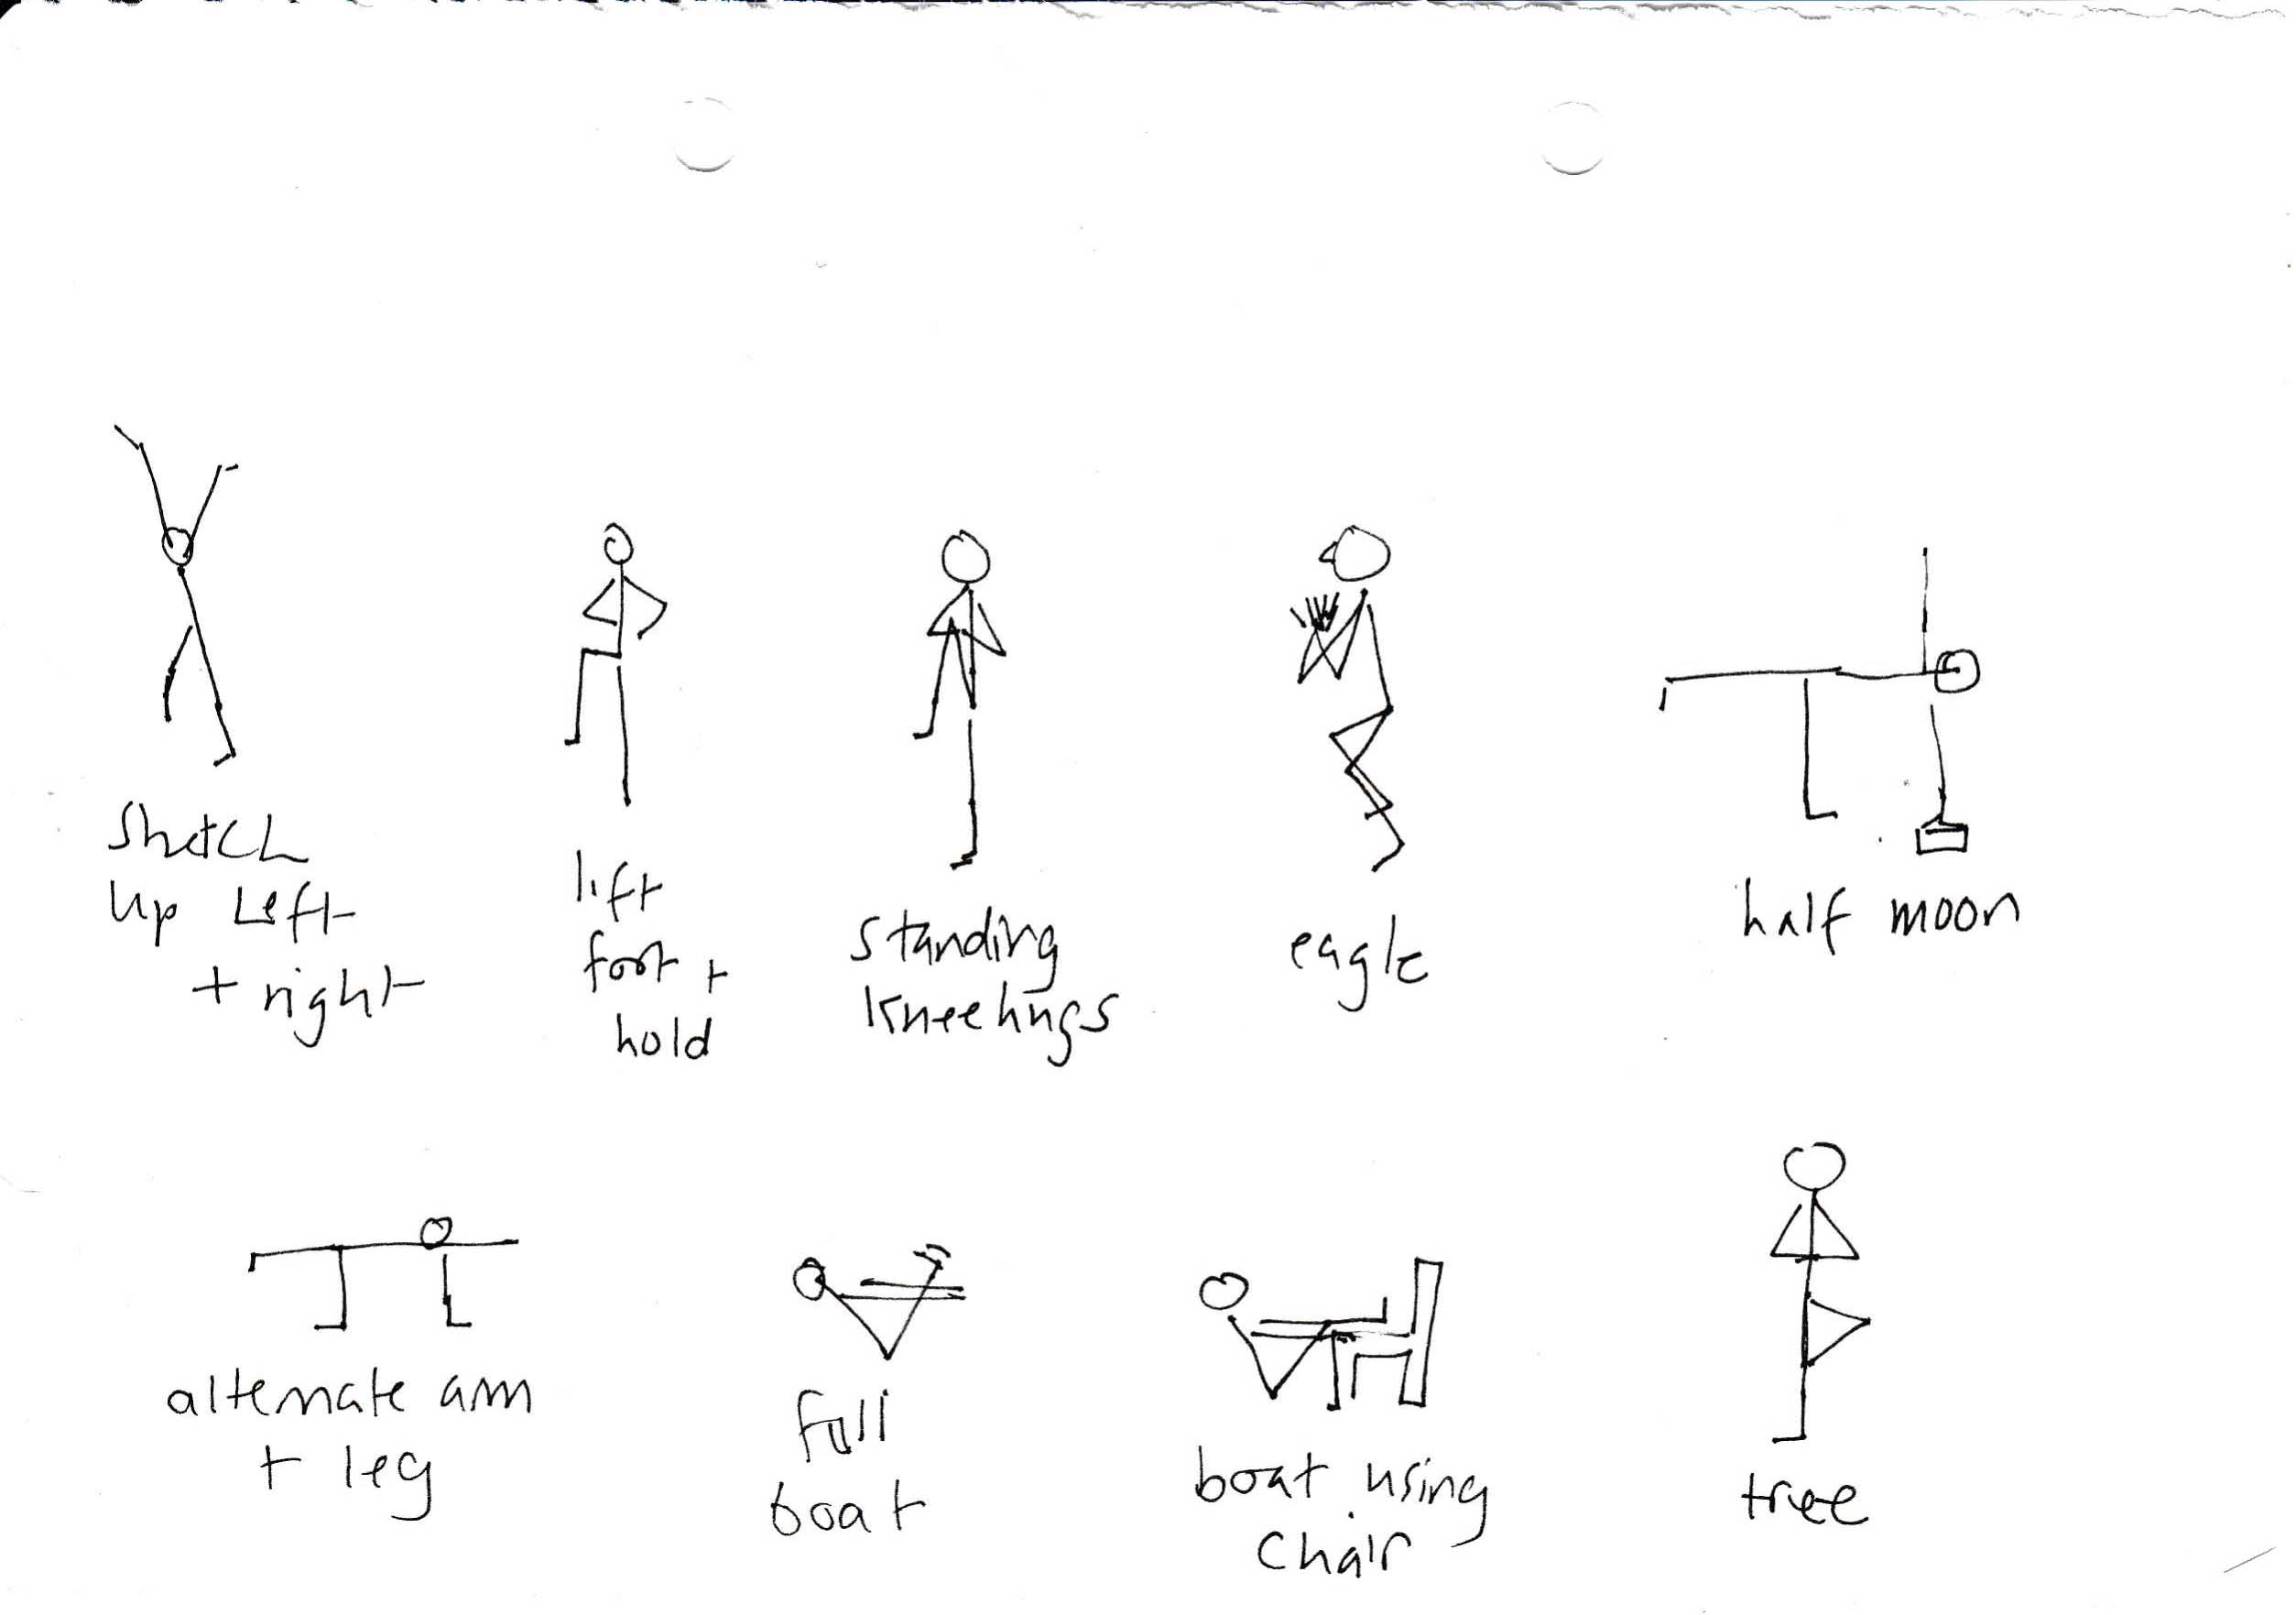 Stretch
up Left
+ right
lift
foot +
hold
standing
kneehugs
eagle
half moon
alternate arm
+ leg
full
boat
boat using
chair
tree